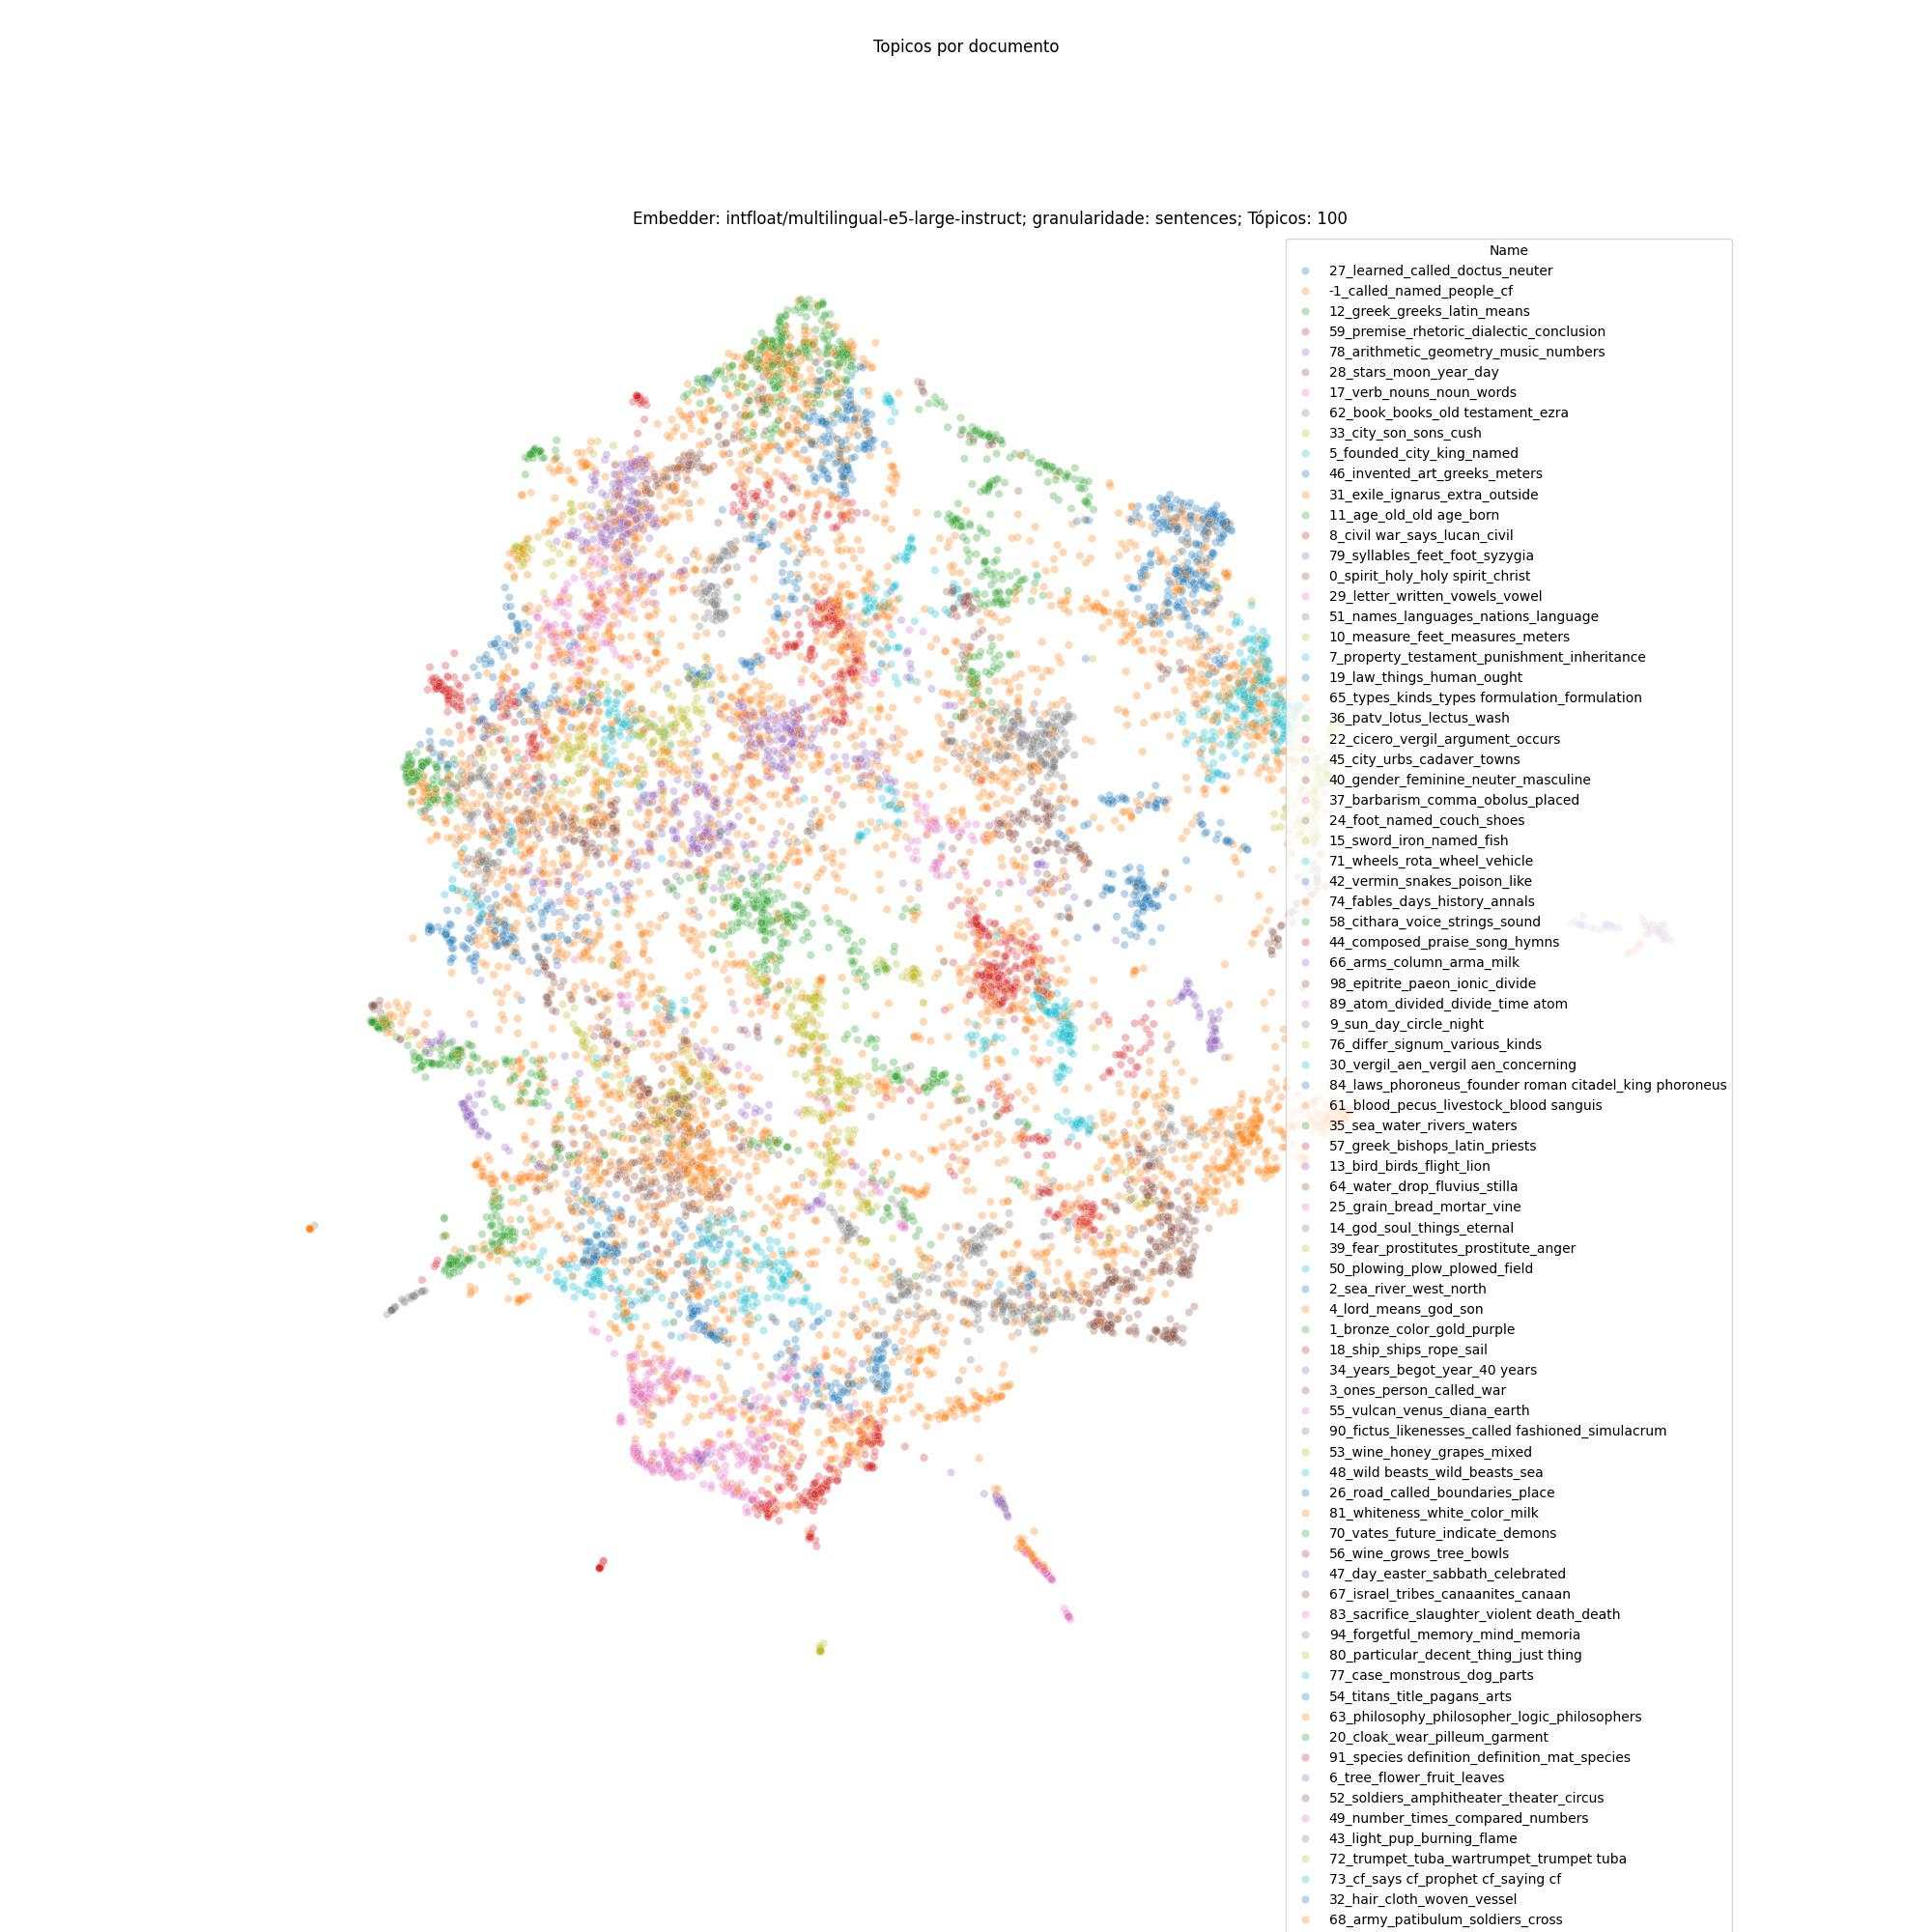 Topicos por documento
Embedder: intfloat/multilingual-e5-large-instruct; granularidade: sentences; Tópicos: 100
Name
27_learned_called_doctus_neuter
-1_called_named_people_cf
12_greek_greeks_latin_means
59_premise_rhetoric_dialectic_conclusion
78_arithmetic_geometry_music_numbers
28_stars_moon_year_day
17_verb_nouns_noun_words
62_book_books_old testament_ezra
33_city_son_sons_cush
5_founded_city_king_named
46_invented_art_greeks_meters
31_exile_ignarus_extra_outside
11_age_old_old age_born
8_civil war_says_lucan_civil
79_syllables_feet_foot_syzygia
0_spirit_holy_holy spirit_christ
29_letter_written_vowels_vowel
51_names_languages_nations_language
10_measure_feet_measures_meters
7_property_testament_punishment_inheritance
19_law_things_human_ought
65_types_kinds_types formulation_formulation
36_patv_lotus_lectus_wash
22_cicero_vergil_argument_occurs
45_city_urbs_cadaver_towns
40_gender_feminine_neuter_masculine
37_barbarism_comma_obolus_placed
24_foot_named_couch_shoes
15_sword_iron_named_fish
71_wheels_rota_wheel_vehicle
42_vermin_snakes_poison_like
74_fables_days_history_annals
58_cithara_voice_strings_sound
44_composed_praise_song_hymns
66_arms_column_arma_milk
98_epitrite_paeon_ionic_divide
89_atom_divided_divide_time atom
9_sun_day_circle_night
76_differ_signum_various_kinds
30_vergil_aen_vergil aen_concerning
84_laws_phoroneus_founder roman citadel_king phoroneus
61_blood_pecus_livestock_blood sanguis
35_sea_water_rivers_waters
57_greek_bishops_latin_priests
13_bird_birds_flight_lion
64_water_drop_fluvius_stilla
25_grain_bread_mortar_vine
14_god_soul_things_eternal
39_fear_prostitutes_prostitute_anger
50_plowing_plow_plowed_field
2_sea_river_west_north
4_lord_means_god_son
1_bronze_color_gold_purple
18_ship_ships_rope_sail
34_years_begot_year_40 years
3_ones_person_called_war
55_vulcan_venus_diana_earth
90_fictus_likenesses_called fashioned_simulacrum
53_wine_honey_grapes_mixed
48_wild beasts_wild_beasts_sea
26_road_called_boundaries_place
81_whiteness_white_color_milk
70_vates_future_indicate_demons
56_wine_grows_tree_bowls
47_day_easter_sabbath_celebrated
67_israel_tribes_canaanites_canaan
83_sacrifice_slaughter_violent death_death
94_forgetful_memory_mind_memoria
80_particular_decent_thing_just thing
77_case_monstrous_dog_parts
54_titans_title_pagans_arts
63_philosophy_philosopher_logic_philosophers
20_cloak_wear_pilleum_garment
91_species definition_definition_mat_species
6_tree_flower_fruit_leaves
52_soldiers_amphitheater_theater_circus
49_number_times_compared_numbers
43_light_pup_burning_flame
72_trumpet_tuba_wartrumpet_trumpet tuba
73_cf_says cf_prophet cf_saying cf
32_hair_cloth_woven_vessel
68_army_patibulum_soldiers_cross